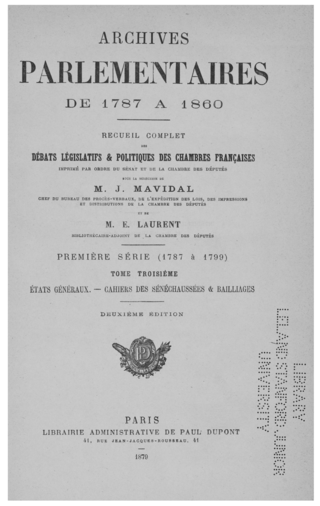 ARCHIVES
PARLEMENTAIRES
DE 1787 A 1860
RECUEIL COMPLET
DES
DÉBATS LÉGISLATIFS & POLITIQUES DES CHAMBRES FRANÇAISES
IMPRIMÉ PAR ORDRE DU SÉNAT ET DE LA CHAMBRE DES DÉPUTÉS
SOUS LA DIRECTION DE
M. J. MAVIDAL
CHEF DU BUREAU DES PROCÈS-VERBAUX, DE L'EXPÉDITION DES LOIS, DES IMPRESSIONS
ET DISTRIBUTIONS DE LA CHAMBRE DES DÉPUTÉS
ET DE
M. E. LAURENT
BIBLIOTHÉCAIRE-ADJOINT DE LA CHAMBRE DES DÉPUTÉS
PREMIÈRE SÉRIE (1787 à 1799)
TOME TROISIÈME
ÉTATS GÉNÉRAUX. — CAHIERS DES SÉNÉCHAUSSÉES & BAILLIAGES
DEUXIÈME ÉDITION
PARIS
LIBRAIRIE ADMINISTRATIVE DE PAUL DUPONT
41, RUE JEAN-JACQUES-ROUSSEAU, 41
1879
LIBRARY
LELAND STANFORD JUNIOR
UNIVERSITY